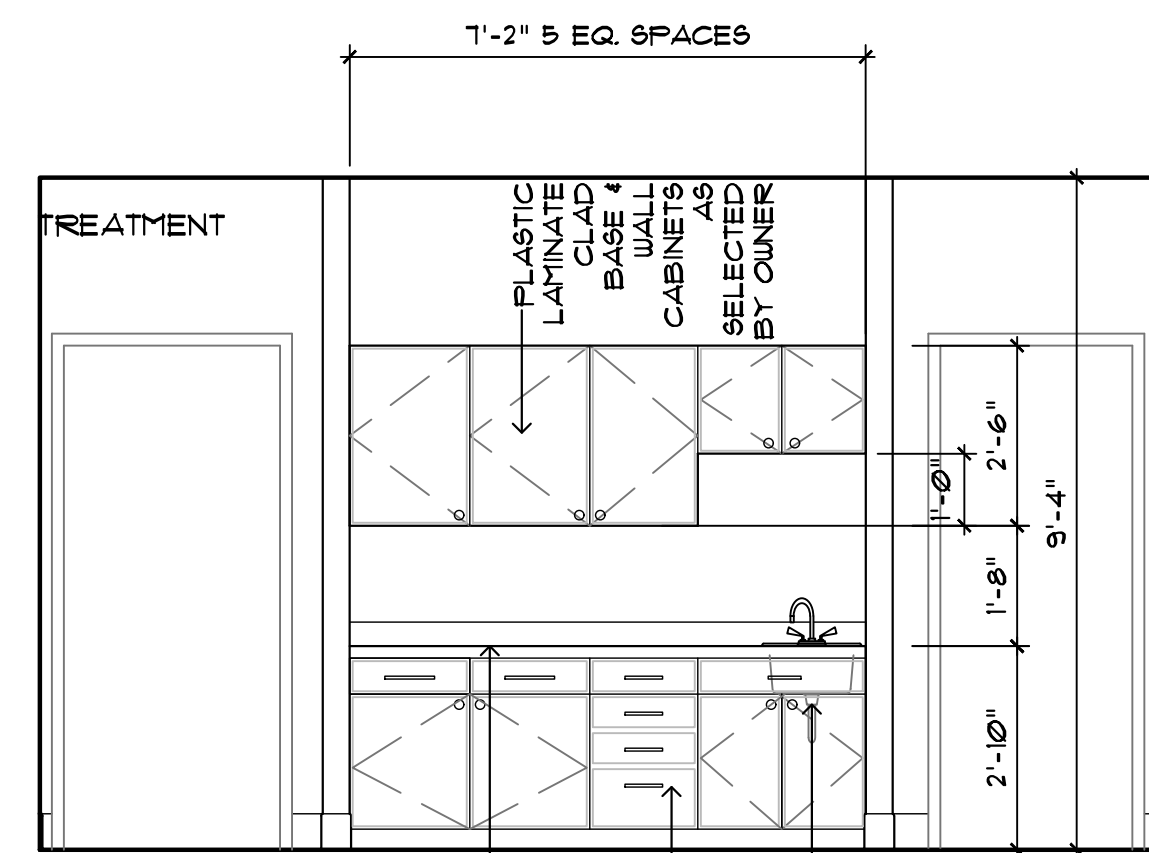 7'-2" 5 EQ. SPACES
TREATMENT
PLASTIC
LAMINATE
CLAD
BASE &
WALL
CABINETS
AS
SELECTED
BY OWNER
2'-6"
1'-0"
9'-4"
1'-8"
2'-10"